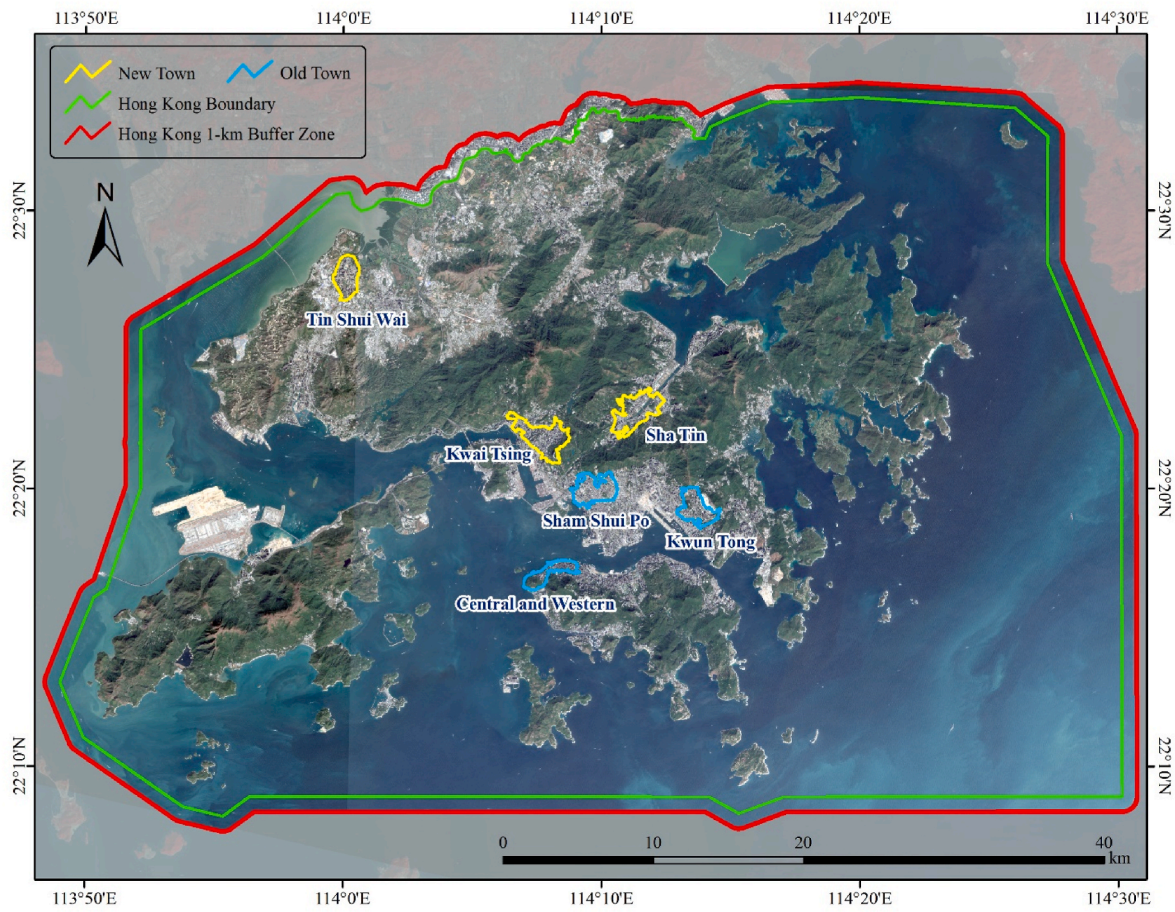 113°50'E 114°0'E 114°10'E 114°20'E 114°30'E
New Town Old Town
Hong Kong Boundary
Hong Kong 1-km Buffer Zone
N
22°30'N 22°30'N
Tin Shui Wai
Sha Tin
Kwai Tsing
22°20'N 22°20'N
Sham Shui Po
Kwun Tong
Central and Western
22°10'N 22°10'N
0 10 20 40
km
113°50'E 114°0'E 114°10'E 114°20'E 114°30'E